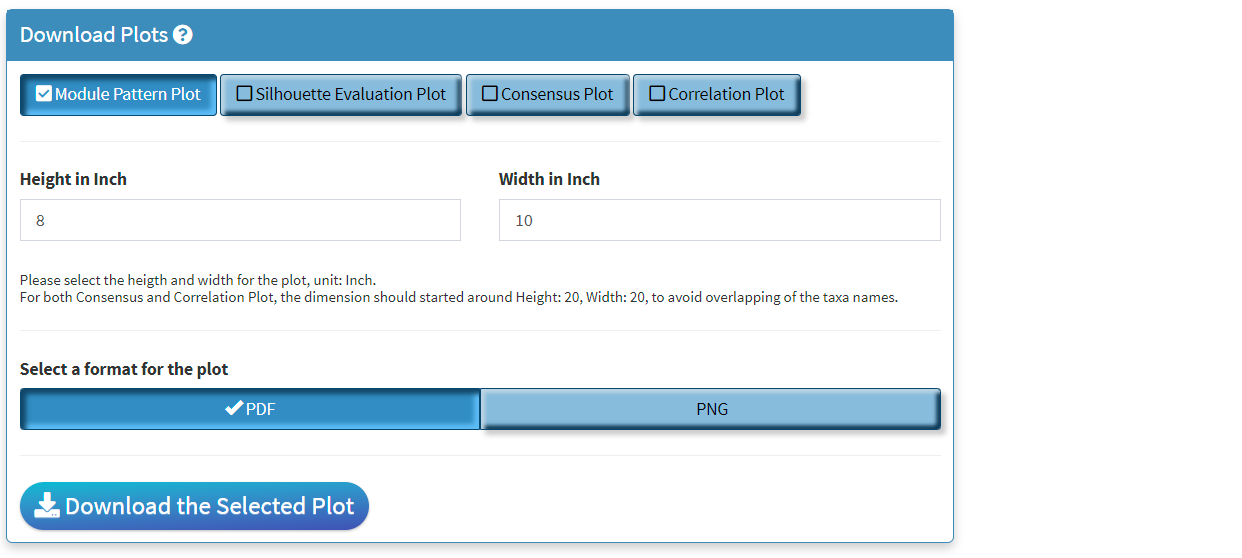 Download Plots ?
Module Pattern Plot Silhouette Evaluation Plot Consensus Plot Correlation Plot
Height in Inch Width in Inch
8 10
Please select the heigth and width for the plot, unit: Inch.
For both Consensus and Correlation Plot, the dimension should started around Height: 20, Width: 20, to avoid overlapping of the taxa names.
Select a format for the plot
PDF PNG
Download the Selected Plot